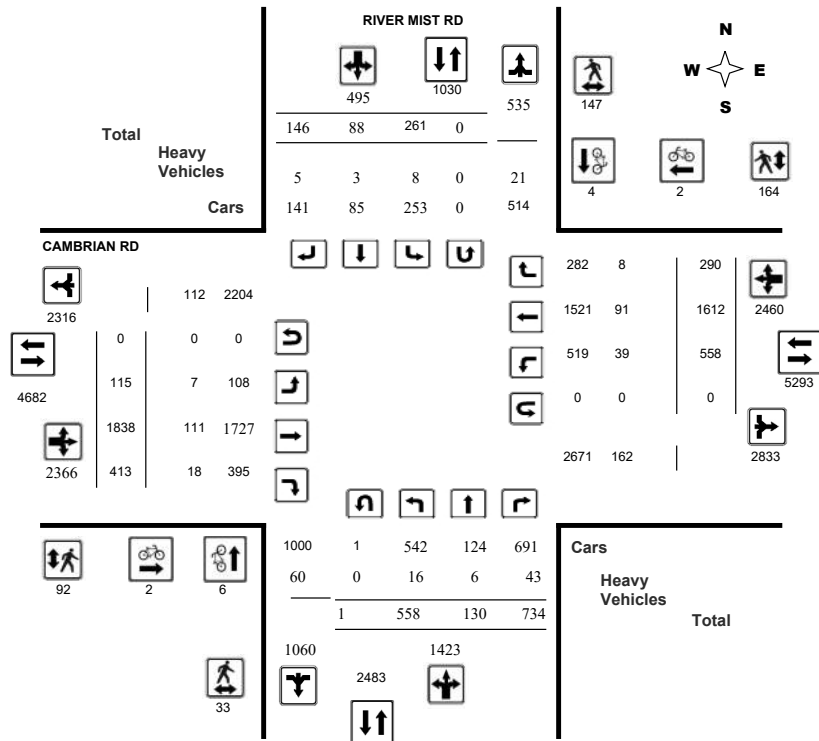 RIVER MIST RD
N
W E
S
495
1030
535
147
Total
146 88 261 0
Heavy
Vehicles
5 3 8 0 21
Cars
141 85 253 0 514
4
2
164
CAMBRIAN RD
2316
112 2204
4682
0 0 0
115 7 108
1838 111 1727
2366
413 18 395
282 8 290
2460
1521 91 1612
5293
519 39 558
0 0 0
2833
2671 162
92
2
6
33
1000 1 542 124 691
60 0 16 6 43
1 558 130 734
1060
2483
1423
Cars
Heavy
Vehicles
Total